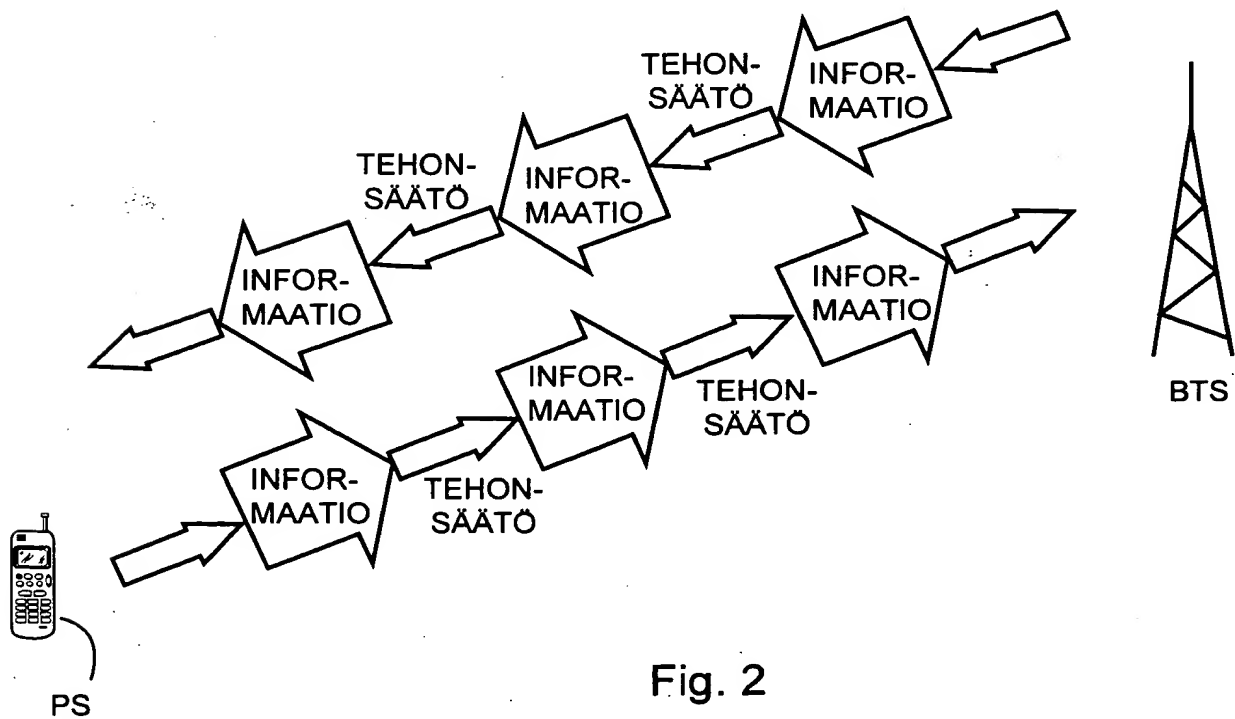 TEHON-
SÄÄTÖ
INFOR-
MAATIO
TEHON-
SÄÄTÖ
INFOR-
MAATIO
INFOR-
MAATIO
INFOR-
MAATIO
INFOR-
MAATIO
TEHON-
SÄÄTÖ
BTS
INFOR-
MAATIO
TEHON-
SÄÄTÖ
PS
Fig. 2